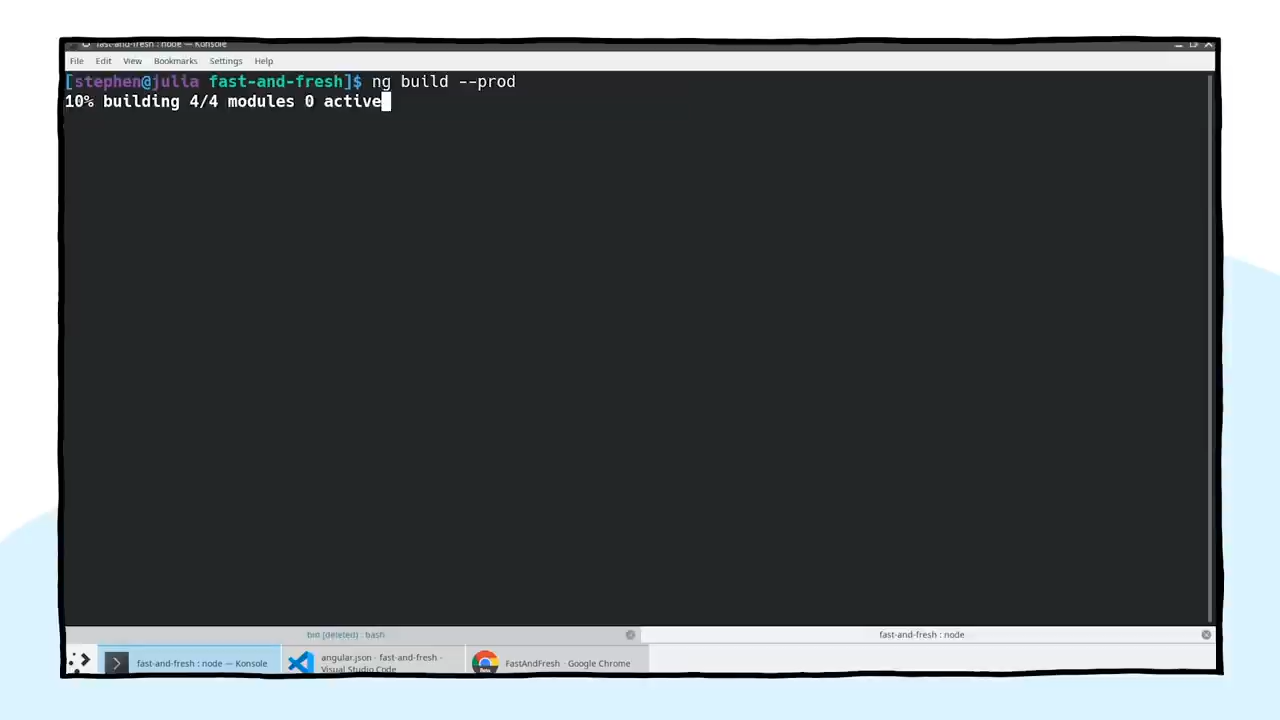 fast-and-fresh : node — Konsole
File Edit View Bookmarks Settings Help
[stephen@julia fast-and-fresh]$ ng build --prod
10% building 4/4 modules 0 active
bin [deleted] : bash
fast-and-fresh : node
fast-and-fresh : node — Konsole
angular.json - fast-and-fresh -
Visual Studio Code
FastAndFresh - Google Chrome